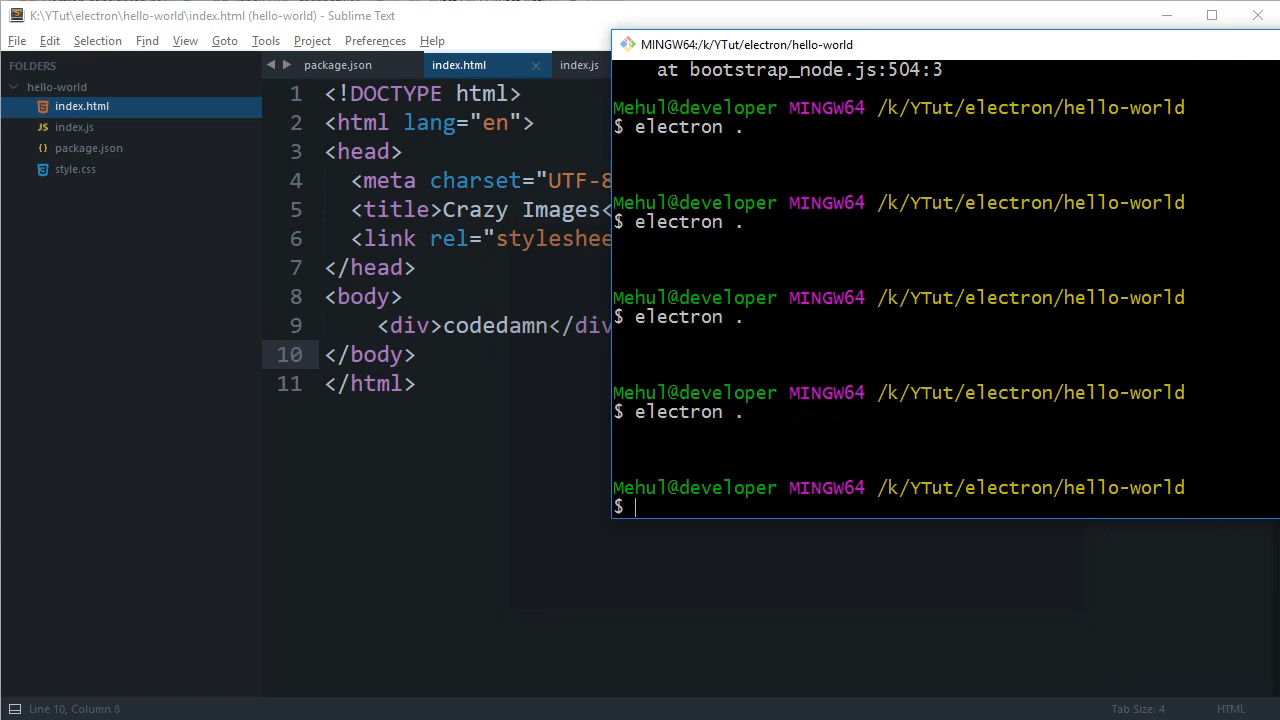 K:\YTut\electron\hello-world\index.html (hello-world) - Sublime Text
File Edit Selection Find View Goto Tools Project Preferences Help
FOLDERS
hello-world
index.html
index.js
package.json
style.css
package.json index.html index.js
1 <!DOCTYPE html>
2 <html lang="en">
3 <head>
4 <meta charset="UTF-8
5 <title>Crazy Images<
6 <link rel="styleshee
7 </head>
8 <body>
9 <div>codedamn</div
10 </body>
11 </html>
MINGW64:/k/YTut/electron/hello-world
at bootstrap_node.js:504:3
Mehul@developer MINGW64 /k/YTut/electron/hello-world
$ electron .
Mehul@developer MINGW64 /k/YTut/electron/hello-world
$ electron .
Mehul@developer MINGW64 /k/YTut/electron/hello-world
$ electron .
Mehul@developer MINGW64 /k/YTut/electron/hello-world
$ electron .
Mehul@developer MINGW64 /k/YTut/electron/hello-world
$
Line 10, Column 8
Tab Size: 4
HTML